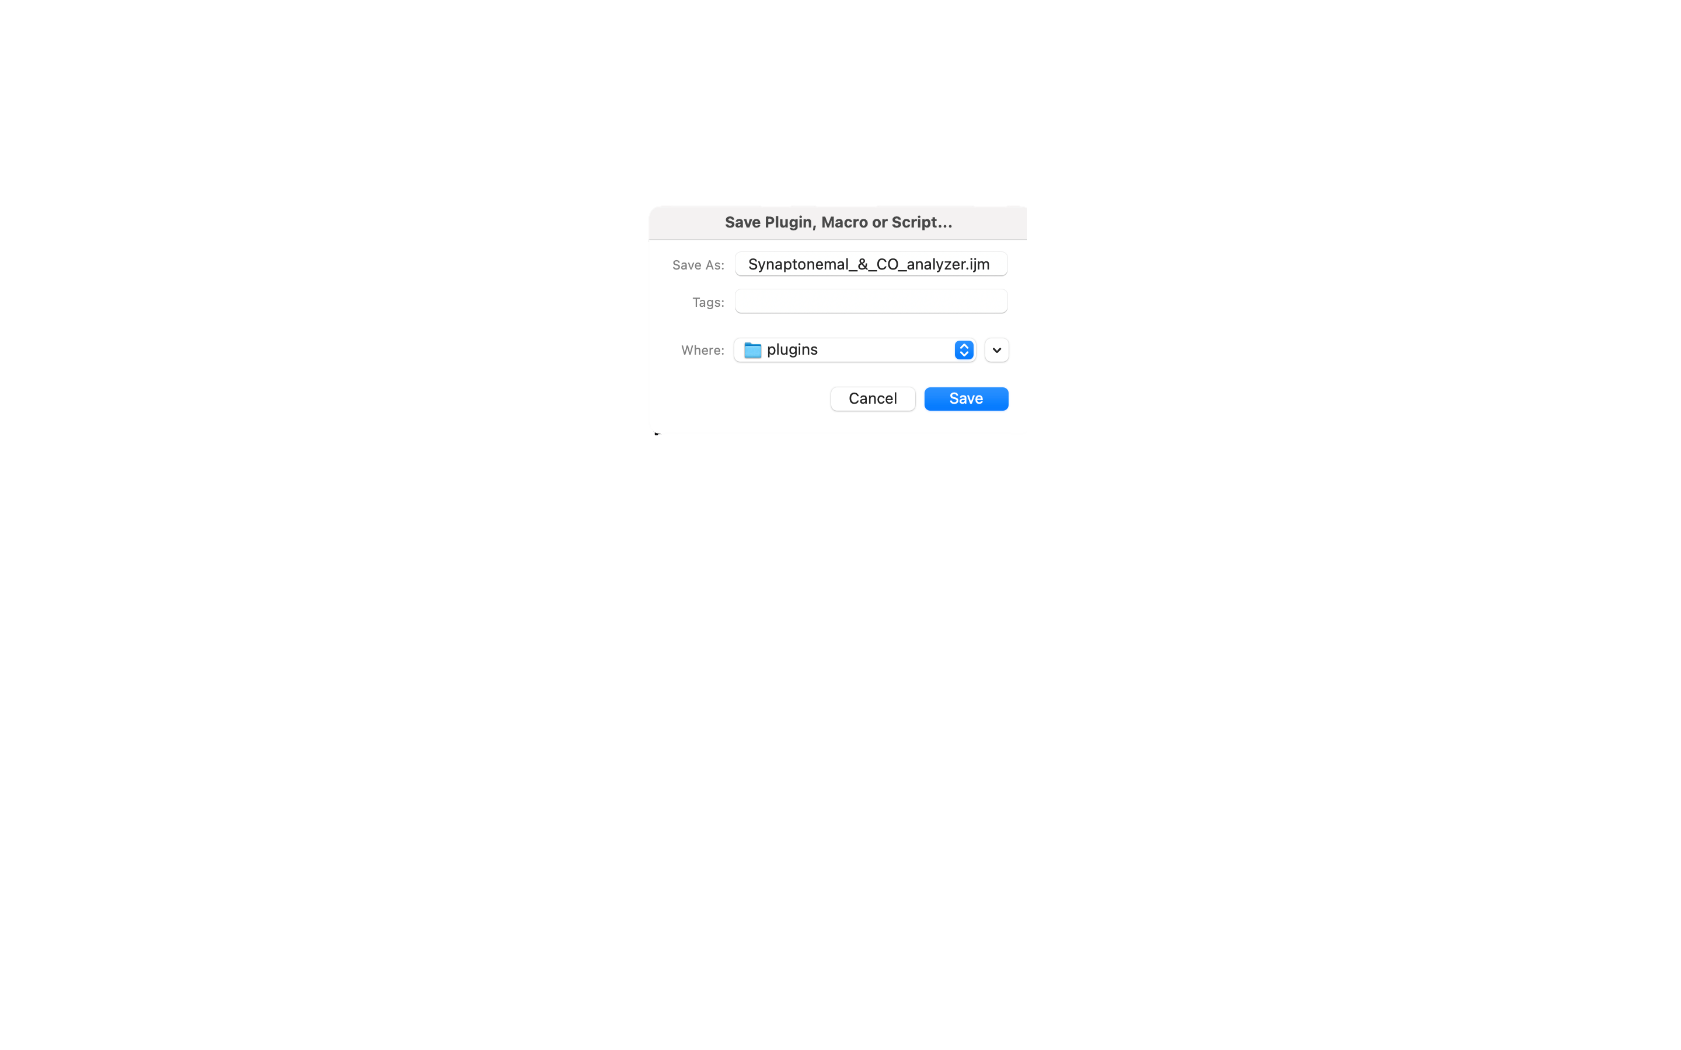 Save Plugin, Macro or Script...
Save As: Synaptonemal_&_CO_analyzer.ijm
Tags:
Where: plugins
Cancel Save